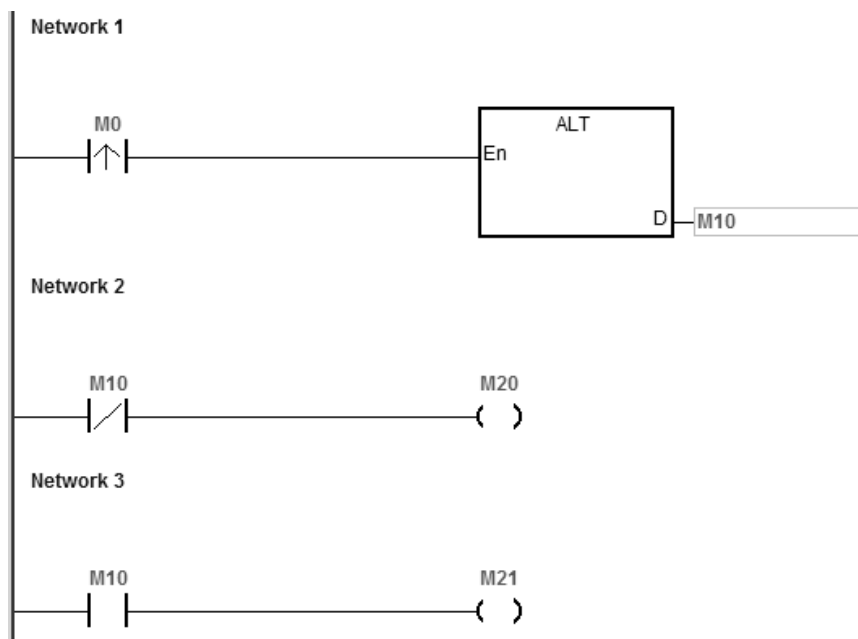 Network 1
M0
ALT
En
D
M10
Network 2
M10
M20
Network 3
M10
M21